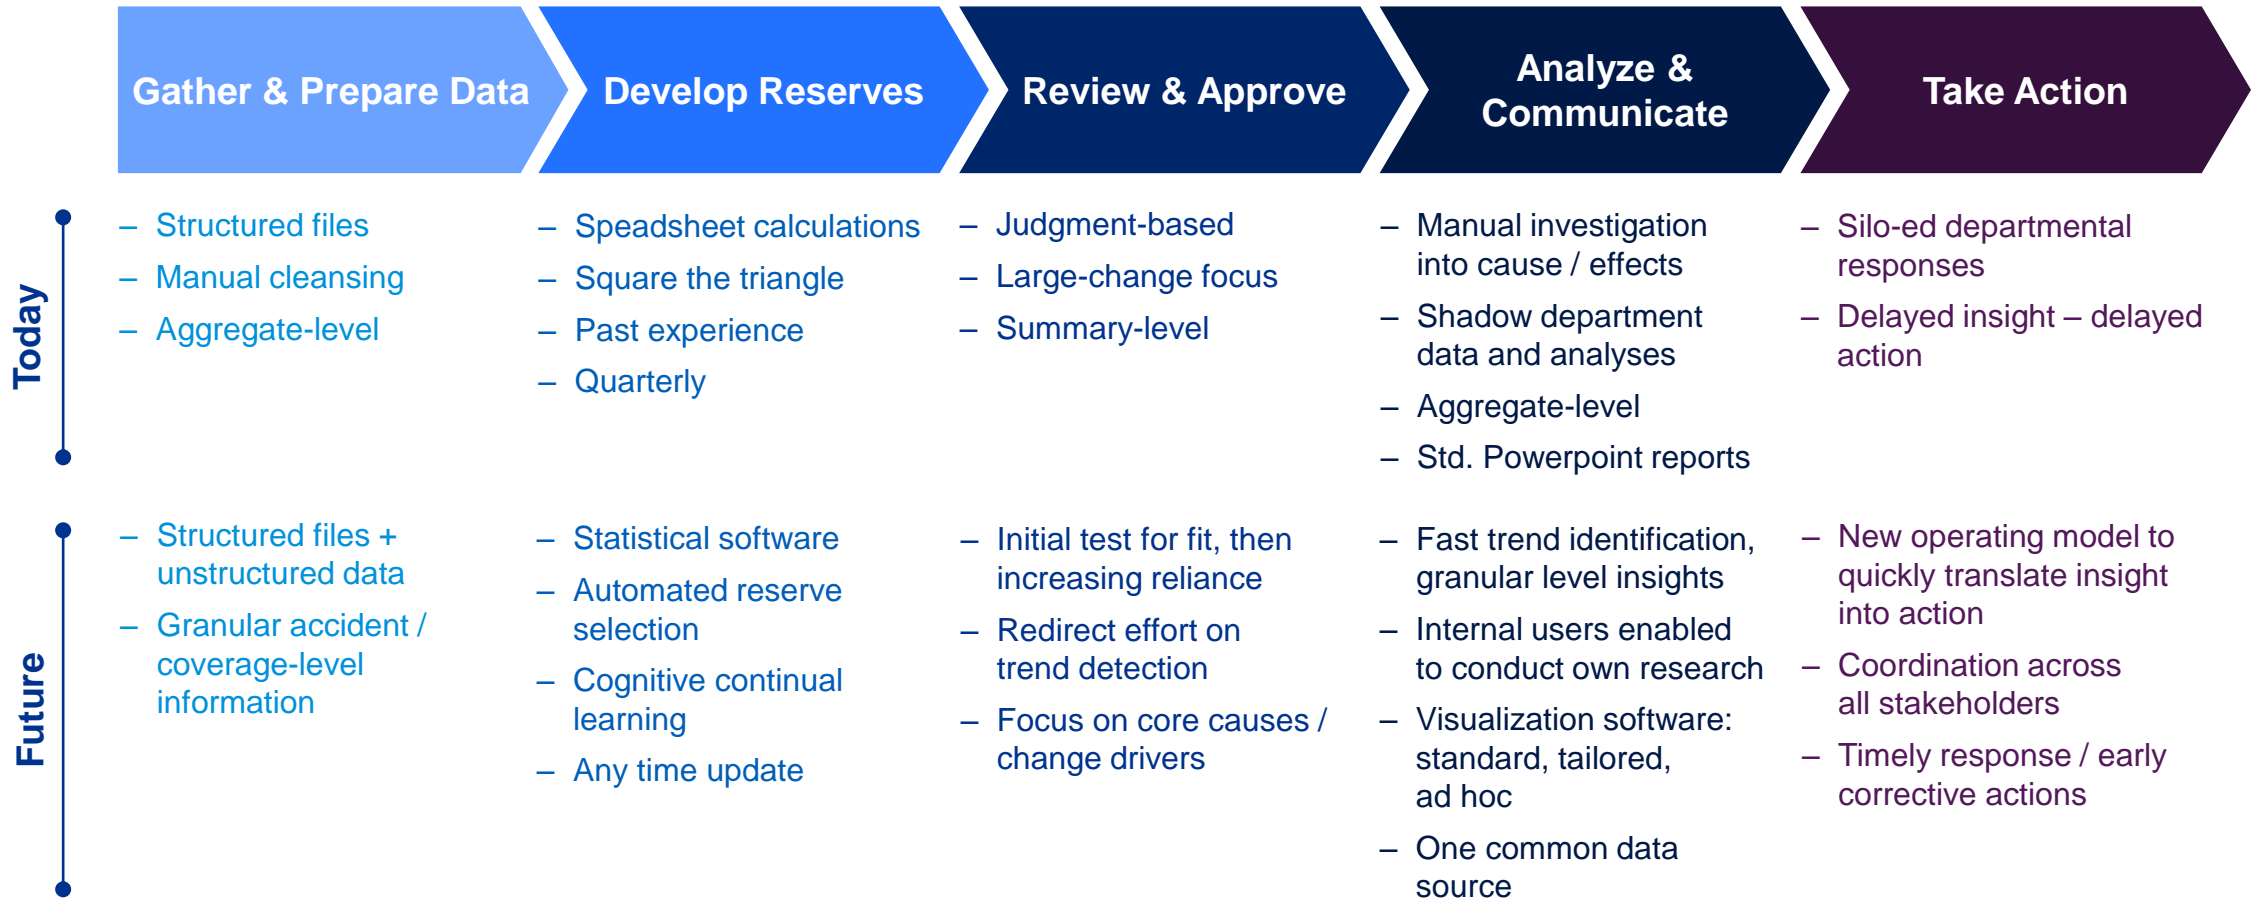 Gather & Prepare Data
Develop Reserves
Review & Approve
Analyze &
Communicate
Take Action
Today
– Structured files
– Manual cleansing
– Aggregate-level
– Speadsheet calculations
– Square the triangle
– Past experience
– Quarterly
– Judgment-based
– Large-change focus
– Summary-level
– Manual investigation
into cause / effects
– Shadow department
data and analyses
– Aggregate-level
– Std. Powerpoint reports
– Silo-ed departmental
responses
– Delayed insight – delayed
action
Future
– Structured files +
unstructured data
– Granular accident /
coverage-level
information
– Statistical software
– Automated reserve
selection
– Cognitive continual
learning
– Any time update
– Initial test for fit, then
increasing reliance
– Redirect effort on
trend detection
– Focus on core causes /
change drivers
– Fast trend identification,
granular level insights
– Internal users enabled
to conduct own research
– Visualization software:
standard, tailored,
ad hoc
– One common data
source
– New operating model to
quickly translate insight
into action
– Coordination across
all stakeholders
– Timely response / early
corrective actions